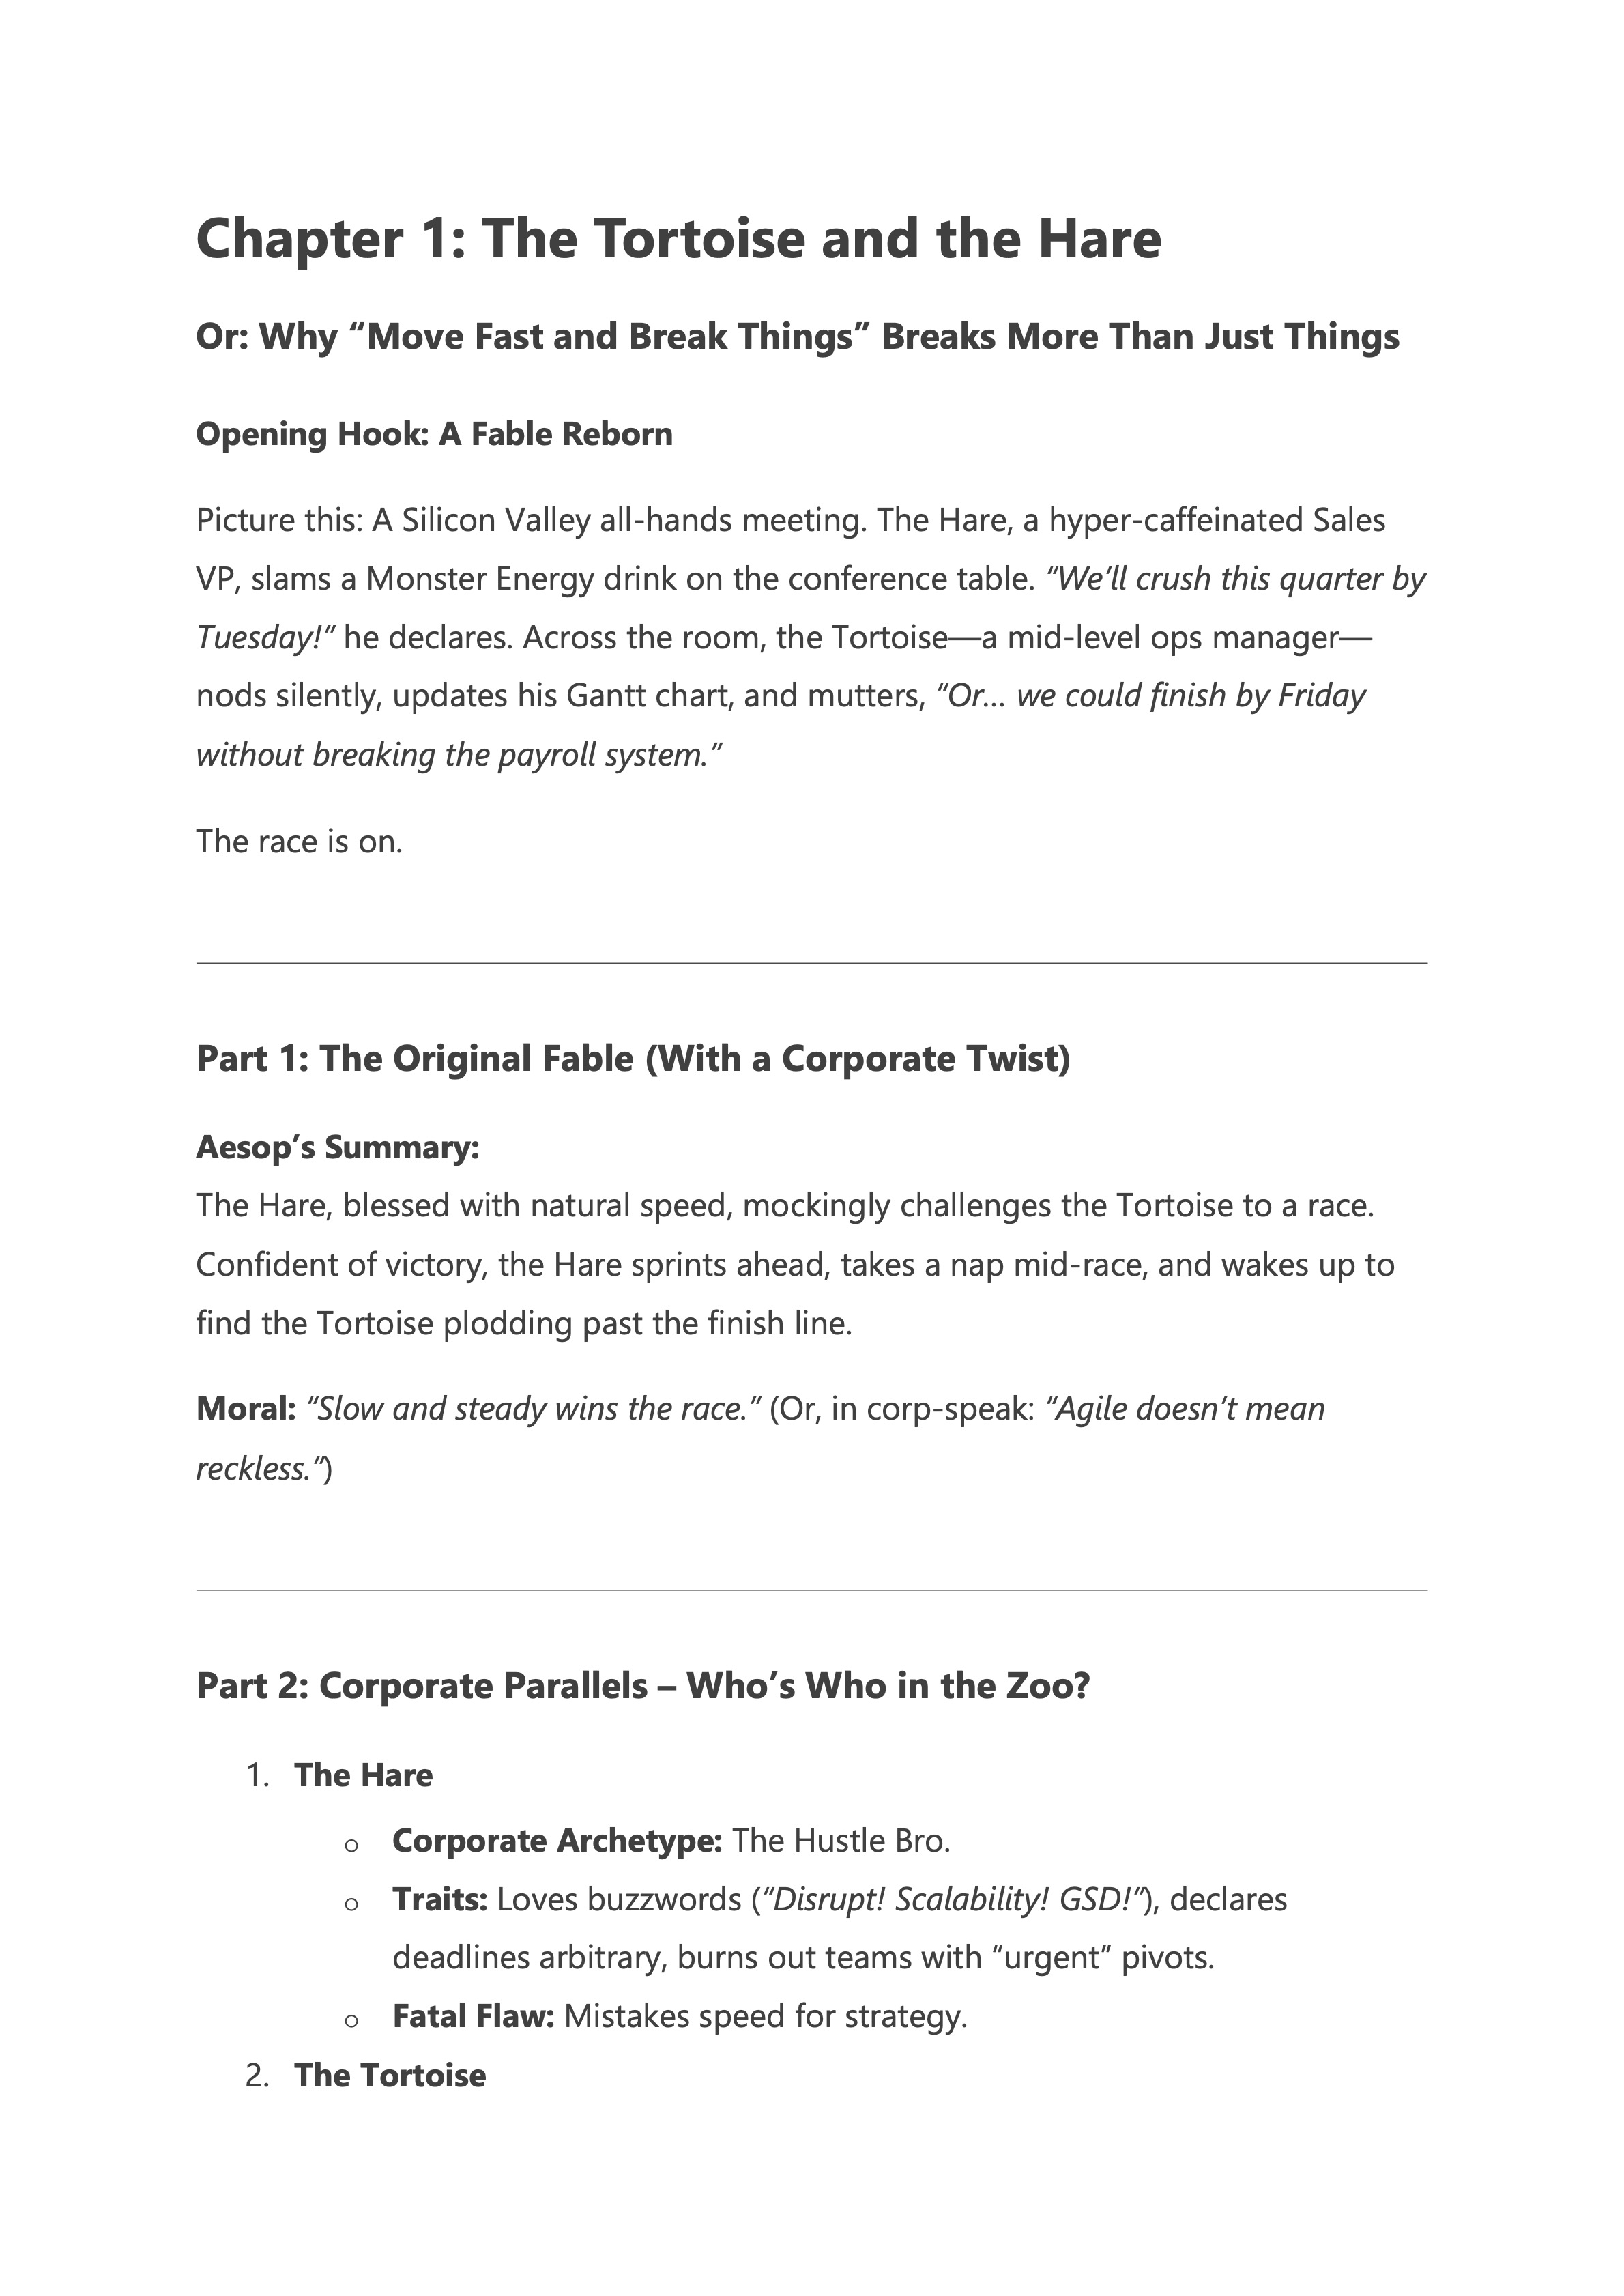 Chapter 1: The Tortoise and the Hare
Or: Why “Move Fast and Break Things” Breaks More Than Just Things
Opening Hook: A Fable Reborn
Picture this: A Silicon Valley all-hands meeting. The Hare, a hyper-caffeinated Sales
VP, slams a Monster Energy drink on the conference table. “We’ll crush this quarter by
Tuesday!” he declares. Across the room, the Tortoise—a mid-level ops manager—
nods silently, updates his Gantt chart, and mutters, “Or… we could finish by Friday
without breaking the payroll system.”
The race is on.
Part 1: The Original Fable (With a Corporate Twist)
Aesop’s Summary:
The Hare, blessed with natural speed, mockingly challenges the Tortoise to a race.
Confident of victory, the Hare sprints ahead, takes a nap mid-race, and wakes up to
find the Tortoise plodding past the finish line.
Moral: “Slow and steady wins the race.” (Or, in corp-speak: “Agile doesn’t mean
reckless.”)
Part 2: Corporate Parallels – Who’s Who in the Zoo?
1. The Hare
o Corporate Archetype: The Hustle Bro.
o Traits: Loves buzzwords (“Disrupt! Scalability! GSD!”), declares
deadlines arbitrary, burns out teams with “urgent” pivots.
o Fatal Flaw: Mistakes speed for strategy.
2. The Tortoise